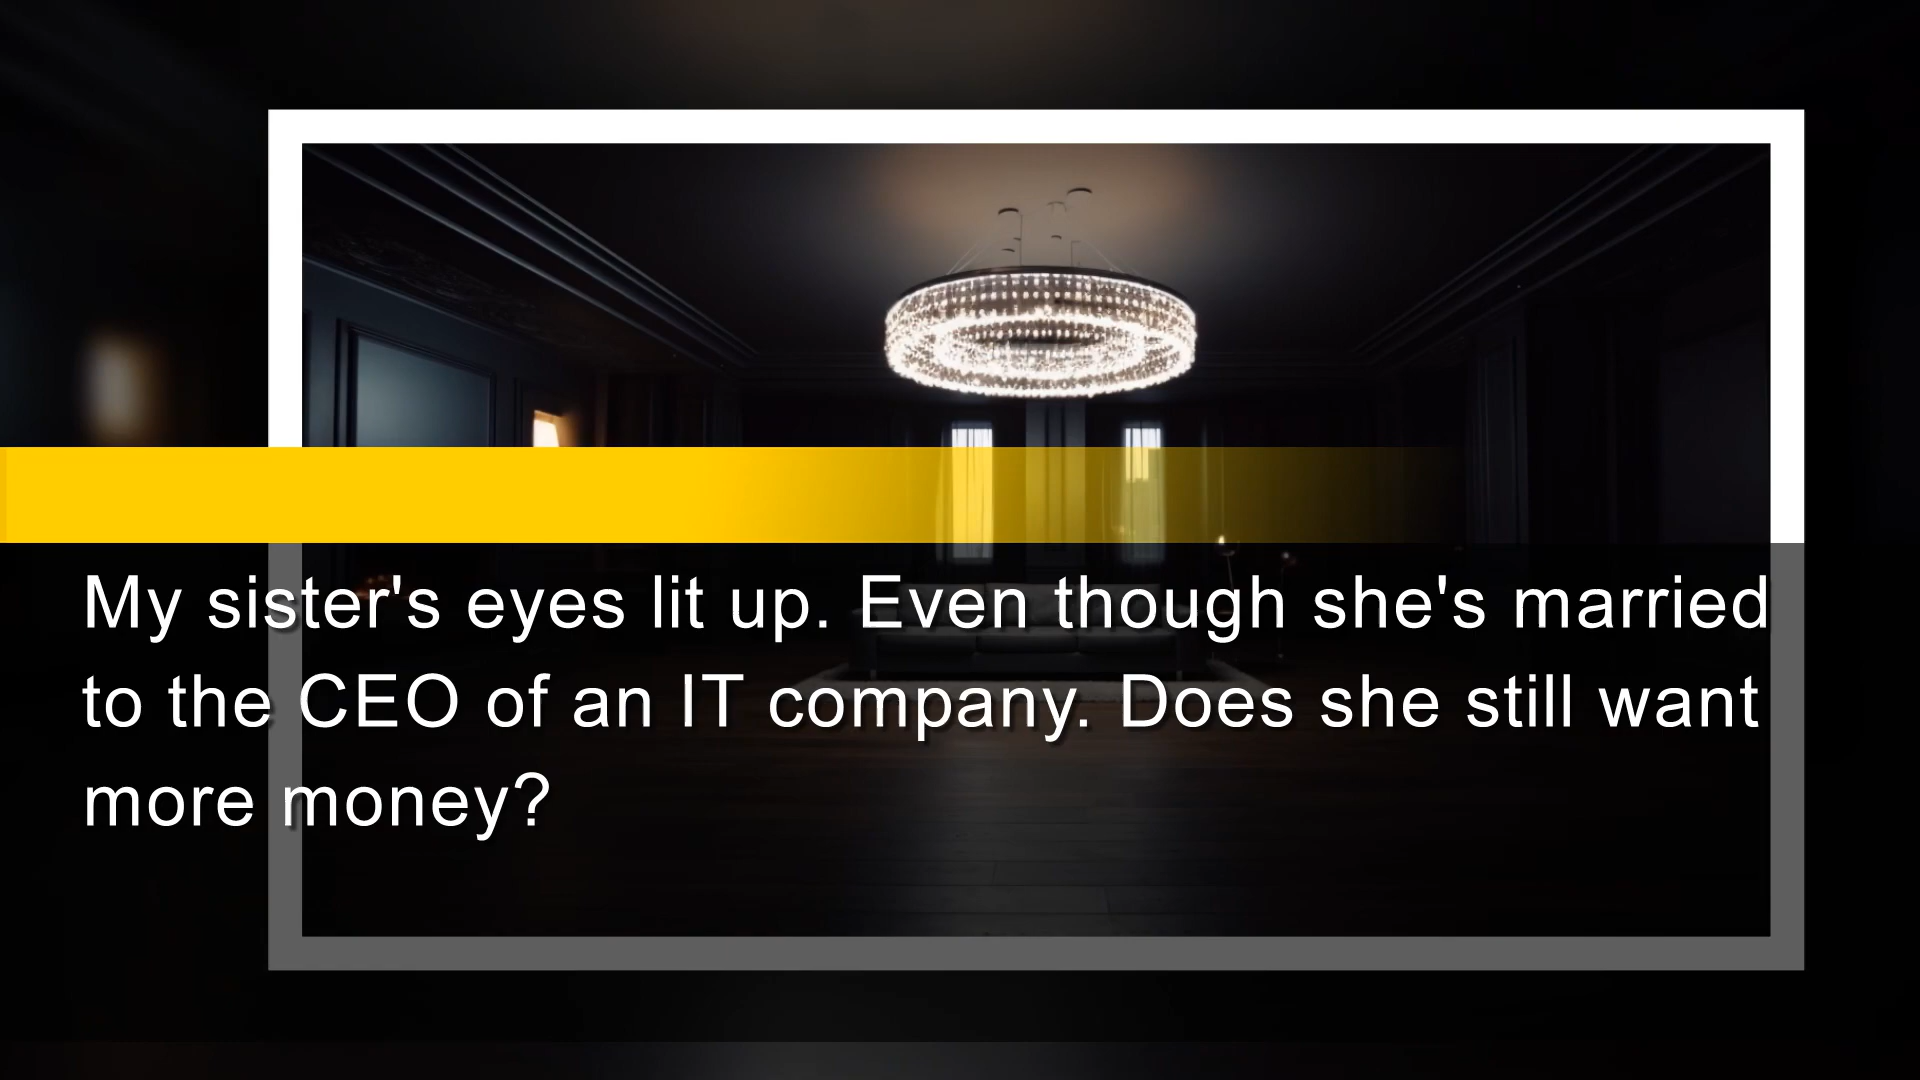 My sister's eyes lit up. Even though she's married
to the CEO of an IT company. Does she still want
more money?